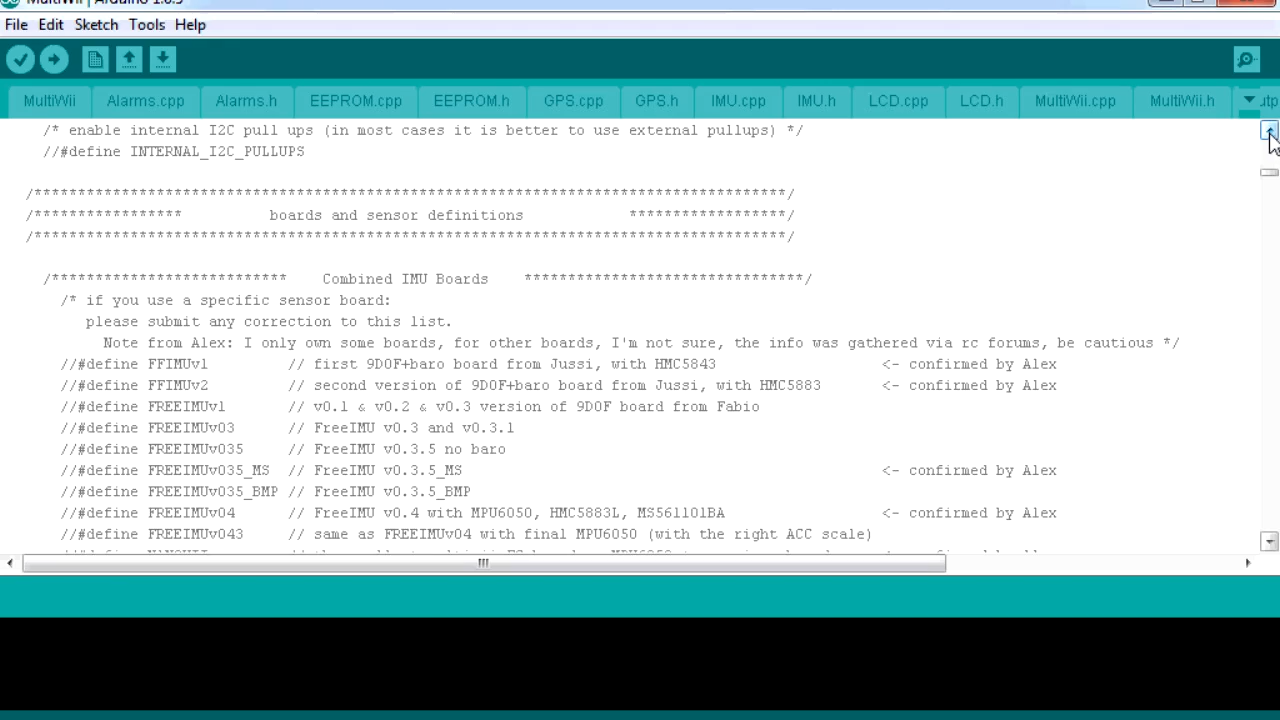 MultiWii | Arduino 1.6.5
File Edit Sketch Tools Help
MultiWii Alarms.cpp Alarms.h EEPROM.cpp EEPROM.h GPS.cpp GPS.h IMU.cpp IMU.h LCD.cpp LCD.h MultiWii.cpp MultiWii.h utp
/* enable internal I2C pull ups (in most cases it is better to use external pullups) */
//#define INTERNAL_I2C_PULLUPS
/**************************************************************************************/
/***************** boards and sensor definitions ******************/
/**************************************************************************************/
/*************************** Combined IMU Boards ********************************/
/* if you use a specific sensor board:
please submit any correction to this list.
Note from Alex: I only own some boards, for other boards, I'm not sure, the info was gathered via rc forums, be cautious */
//#define FFIMUv1 // first 9DOF+baro board from Jussi, with HMC5843 <- confirmed by Alex
//#define FFIMUv2 // second version of 9DOF+baro board from Jussi, with HMC5883 <- confirmed by Alex
//#define FREEIMUv1 // v0.1 & v0.2 & v0.3 version of 9DOF board from Fabio
//#define FREEIMUv03 // FreeIMU v0.3 and v0.3.1
//#define FREEIMUv035 // FreeIMU v0.3.5 no baro
//#define FREEIMUv035_MS // FreeIMU v0.3.5_MS <- confirmed by Alex
//#define FREEIMUv035_BMP // FreeIMU v0.3.5_BMP
//#define FREEIMUv04 // FreeIMU v0.4 with MPU6050, HMC5883L, MS561101BA <- confirmed by Alex
//#define FREEIMUv043 // same as FREEIMUv04 with final MPU6050 (with the right ACC scale)